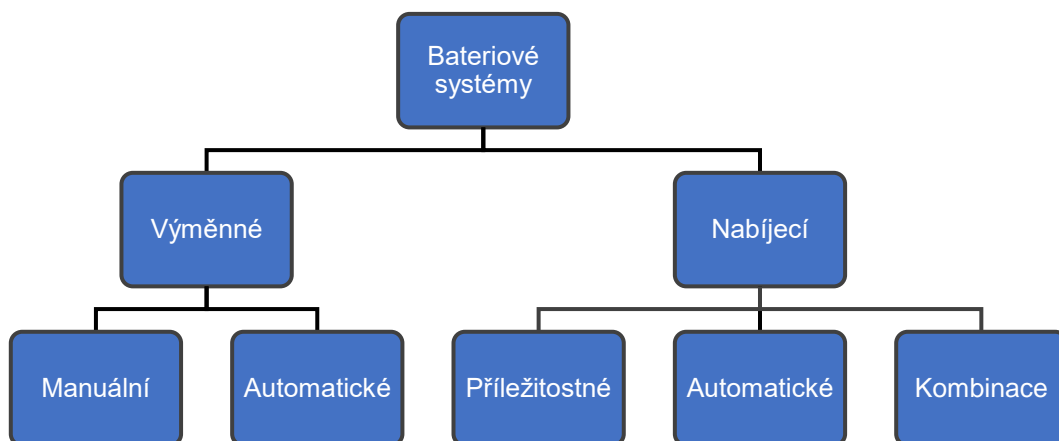 Bateriové
systémy
Výměnné
Nabíjecí
Manuální
Automatické
Příležitostné
Automatické
Kombinace